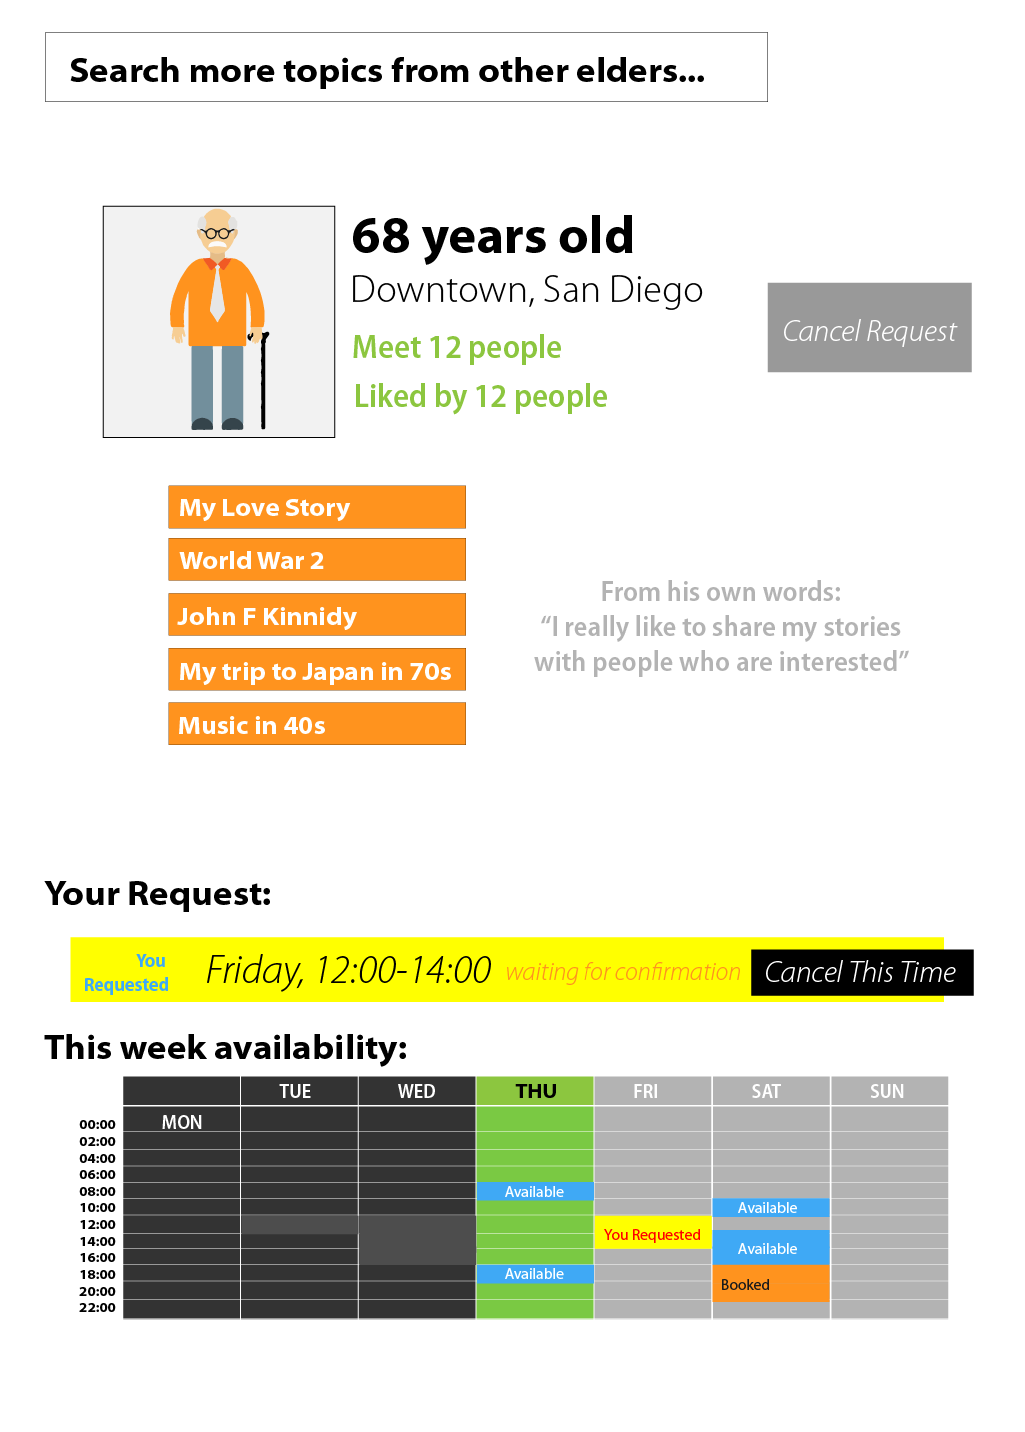 Search more topics from other elders...
68 years old
Downtown, San Diego
Meet 12 people
Liked by 12 people
Cancel Request
My Love Story
World War 2
John F Kinnidy
My trip to Japan in 70s
Music in 40s
From his own words:
“I really like to share my stories
with people who are interested”
Your Request:
You
Requested
Friday, 12:00-14:00
waiting for confirmation
Cancel This Time
This week availability:
TUE WED THU FRI SAT SUN
MON
00:00
02:00
04:00
06:00
08:00 Available
10:00 Available
12:00
14:00 You Requested
16:00 Available
18:00 Available
20:00 Booked
22:00